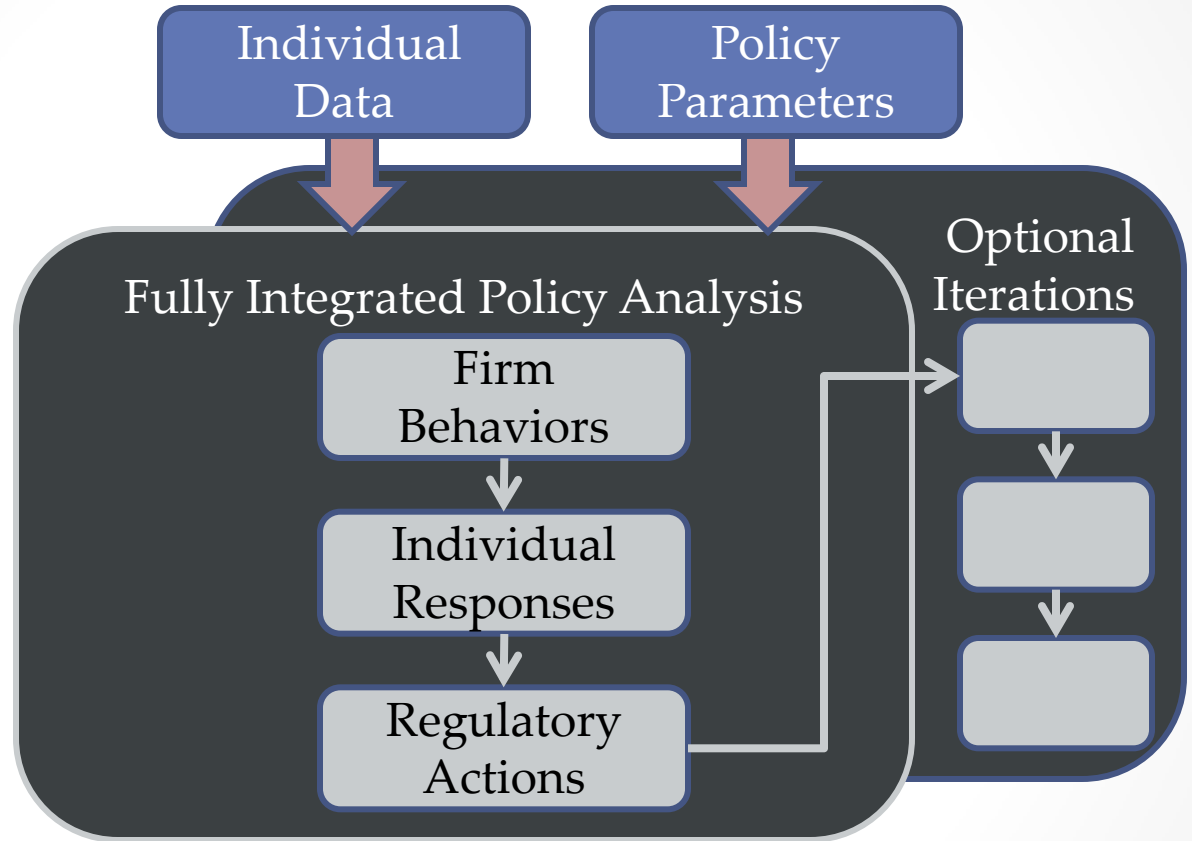 Individual
Data
Policy
Parameters
Optional
Iterations
Fully Integrated Policy Analysis
Firm
Behaviors
Individual
Responses
Regulatory
Actions